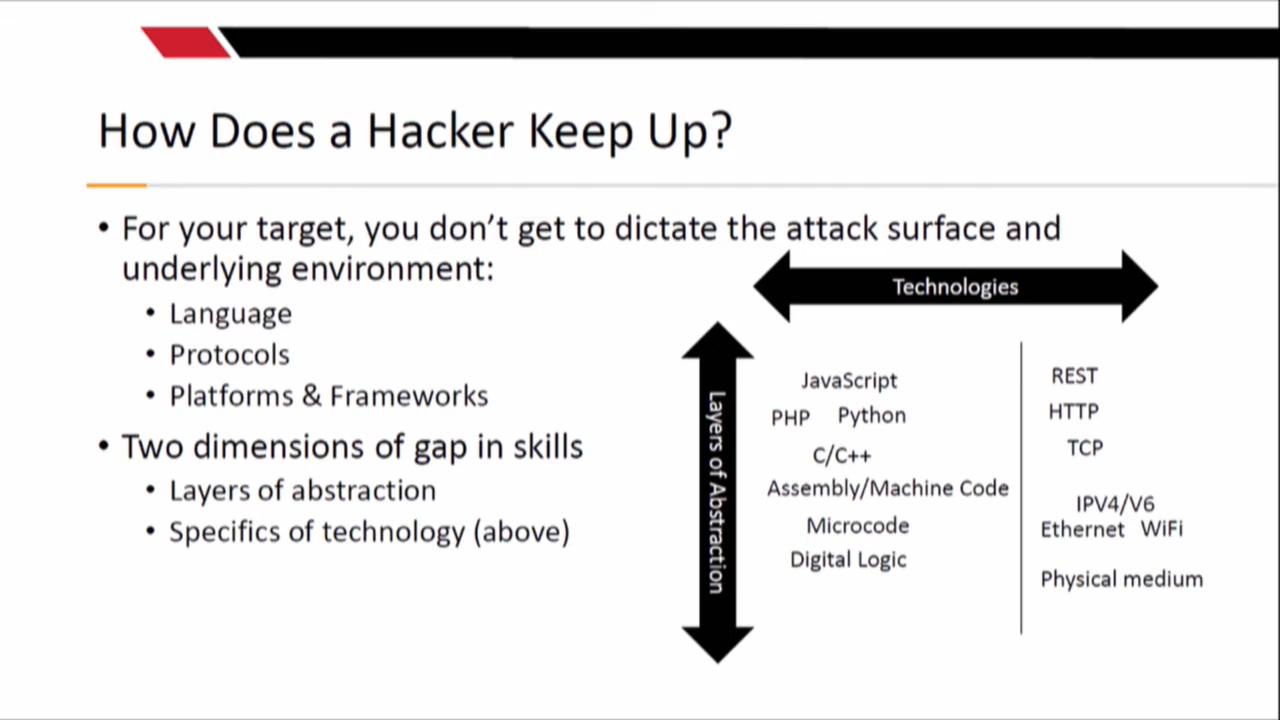 How Does a Hacker Keep Up?
• For your target, you don't get to dictate the attack surface and
underlying environment:
• Language
• Protocols
• Platforms & Frameworks
• Two dimensions of gap in skills
• Layers of abstraction
• Specifics of technology (above)
Technologies
Layers of Abstraction
JavaScript
PHP Python
C/C++
Assembly/Machine Code
Microcode
Digital Logic
REST
HTTP
TCP
IPV4/V6
Ethernet WiFi
Physical medium